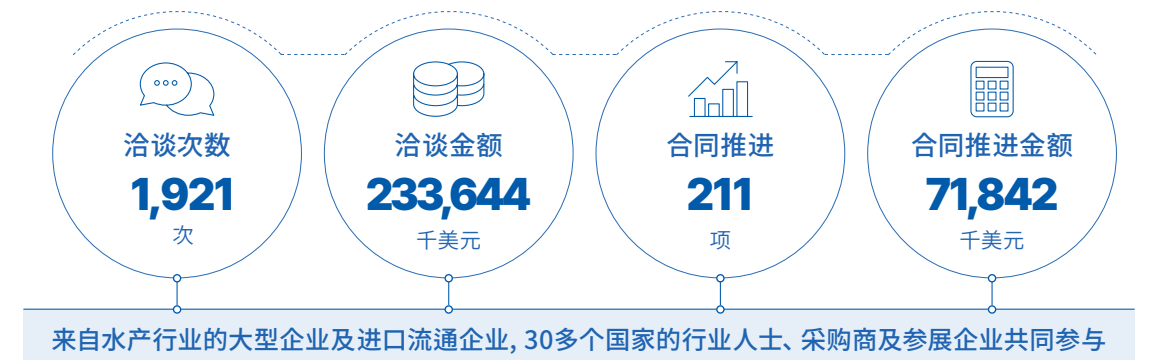 洽谈次数
1,921
次
洽谈金额
233,644
千美元
合同推进
211
项
合同推进金额
71,842
千美元
来自水产行业的大型企业及进口流通企业, 30多个国家的行业人士、采购商及参展企业共同参与